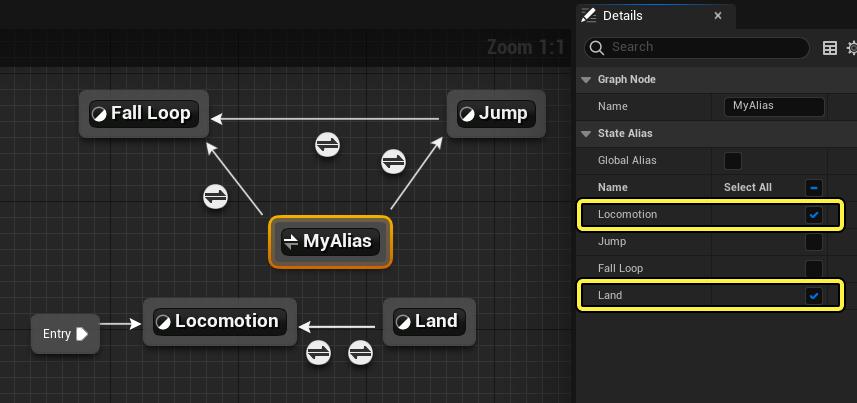 Details
Zoom 1:1
Search
Graph Node
Name
MyAlias
State Alias
Global Alias
Name
Select All
Locomotion
Jump
Fall Loop
Land
Fall Loop
Jump
MyAlias
Entry
Locomotion
Land